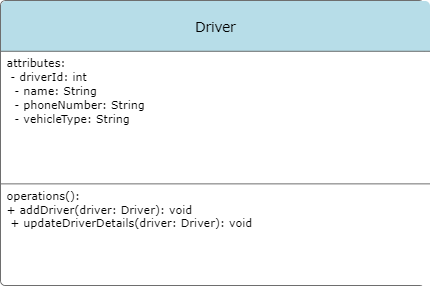 Driver
attributes:
- driverId: int
- name: String
- phoneNumber: String
- vehicleType: String
operations():
+ addDriver(driver: Driver): void
+ updateDriverDetails(driver: Driver): void